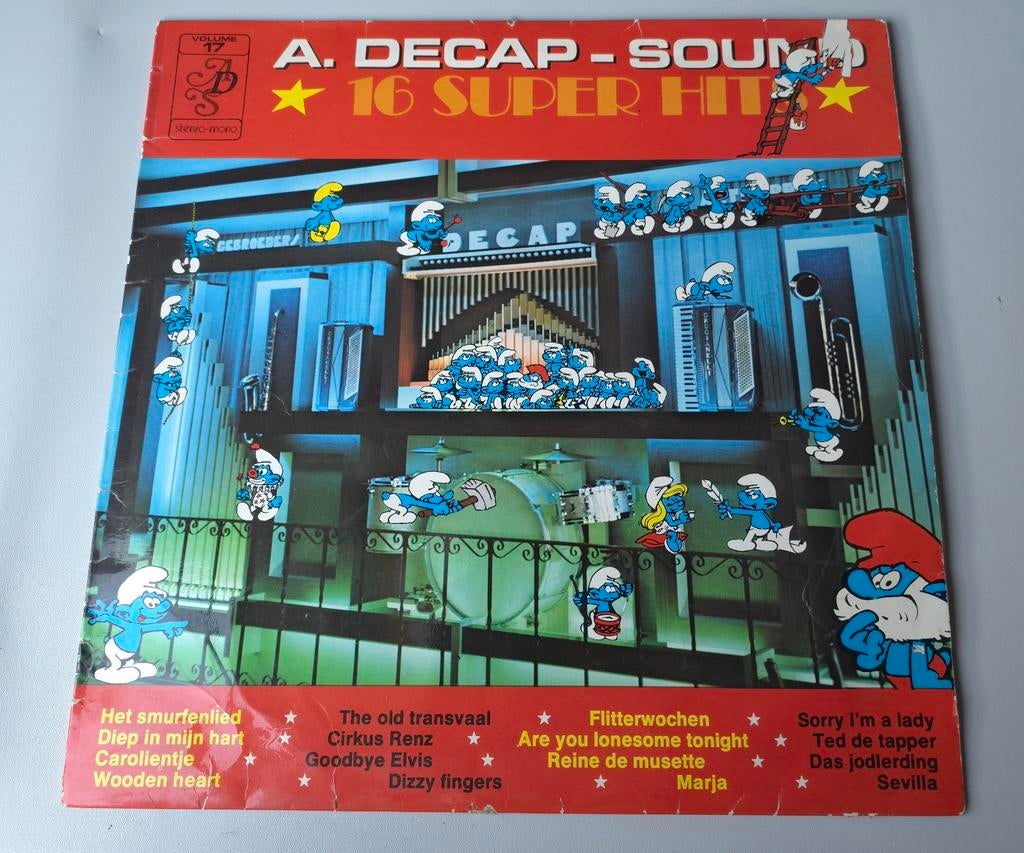 VOLUME
17
ADS
stereo-mono
A. DECAP - SOUND
16 SUPER HITS
GEBROEDERS
DECAP
CRUCIANELLI
CRUCIANELLI
Het smurfenlied ★ The old transvaal ★ Flitterwochen ★ Sorry I'm a lady
Diep in mijn hart ★ Cirkus Renz ★ Are you lonesome tonight ★ Ted de tapper
Carolientje ★ Goodbye Elvis ★ Reine de musette ★ Das jodlerding
Wooden heart ★ Dizzy fingers ★ Marja ★ Sevilla